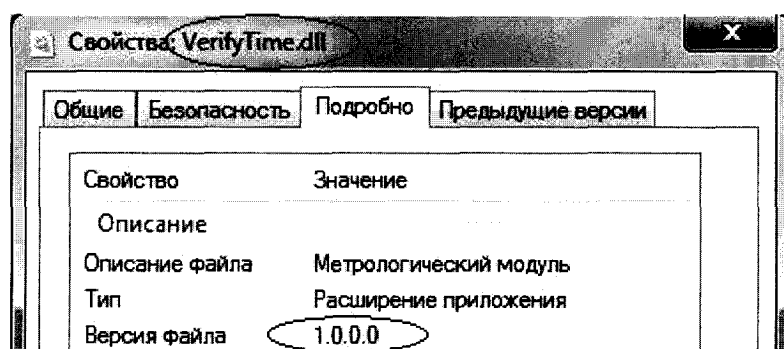 Свойства: VerifyTime.dll
Общие Безопасность Подробно Предыдущие версии
Свойство Значение
Описание
Описание файла Метрологический модуль
Тип Расширение приложения
Версия файла 1.0.0.0